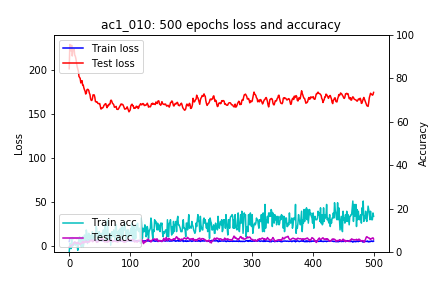 ac1_010: 500 epochs loss and accuracy
Train loss
Test loss
Train acc
Test acc
Loss
Accuracy
200
150
100
50
0
100
80
60
40
20
0
0 100 200 300 400 500